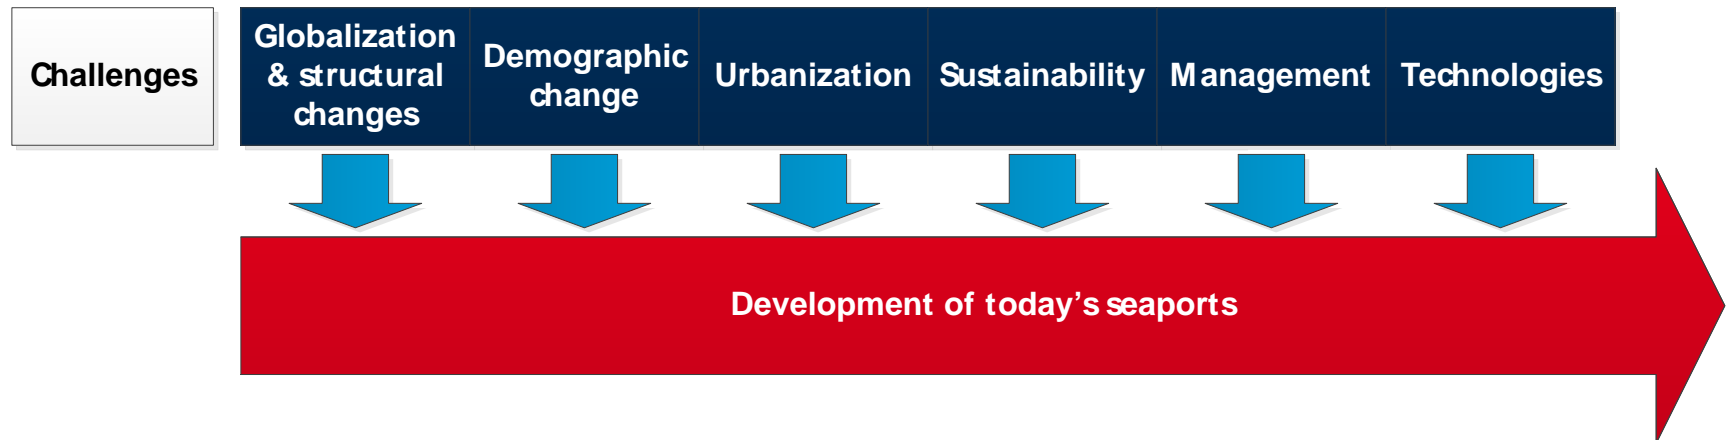 Challenges
Globalization
& structural
changes
Demographic
change
Urbanization
Sustainability
Management
Technologies
Development of today's seaports